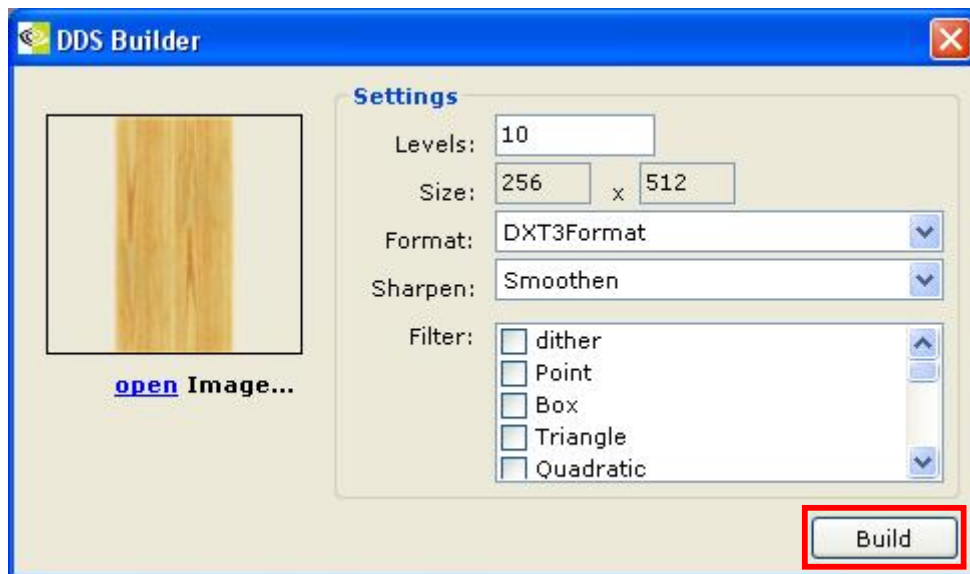 DDS Builder
Settings
Levels: 10
Size: 256 x 512
Format: DXT3Format
Sharpen: Smoothen
Filter: dither
Point
Box
Triangle
Quadratic
open Image...
Build